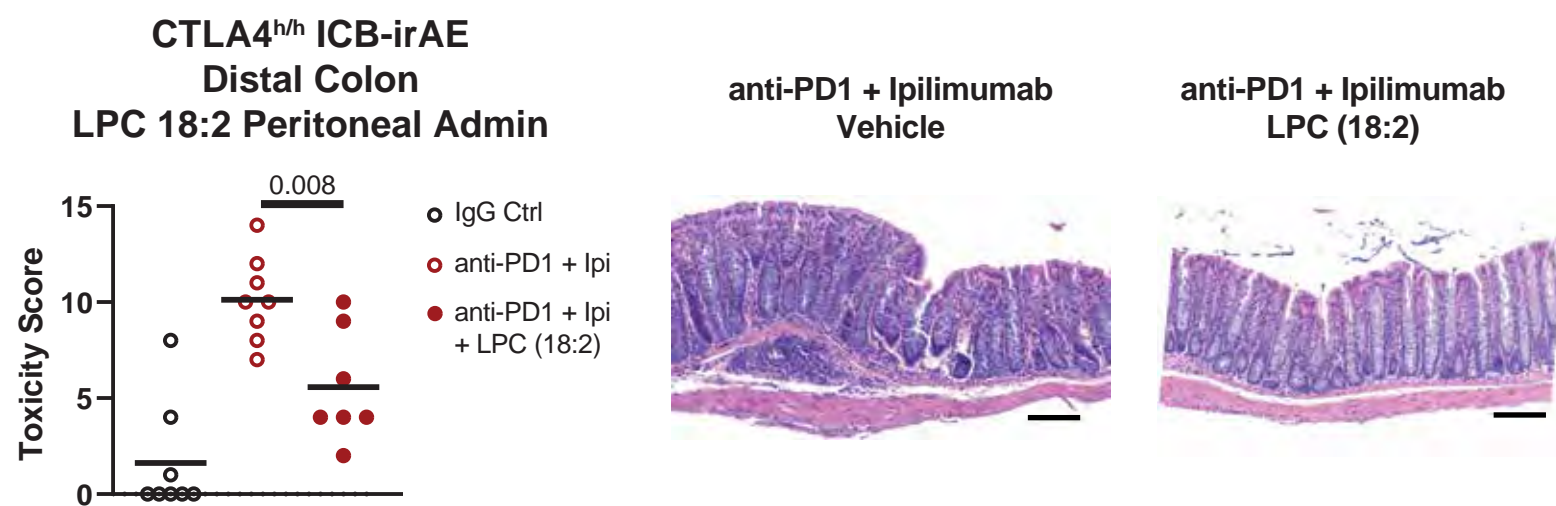 CTLA4h/h ICB-irAE
Distal Colon
LPC 18:2 Peritoneal Admin
Toxicity Score
15
10
5
0
0.008
IgG Ctrl
anti-PD1 + Ipi
anti-PD1 + Ipi
+ LPC (18:2)
anti-PD1 + Ipilimumab
Vehicle
anti-PD1 + Ipilimumab
LPC (18:2)